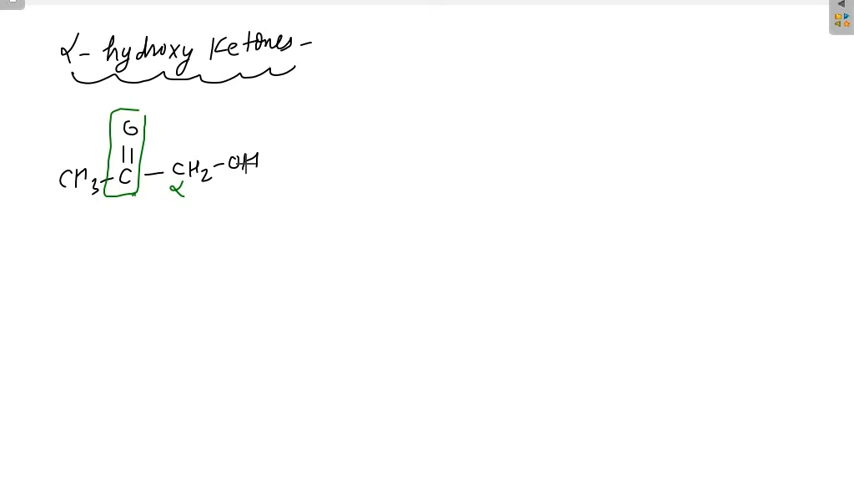 α- hydroxy Ketones -
O
||
CH3 - C - CH2 - OH
α